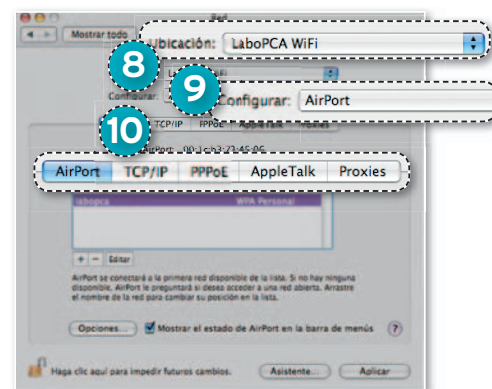 Red
Mostrar todo
Ubicación: LaboPCA WiFi
8
9
Configurar:
Configurar: AirPort
10
TCP/IP PPPoE AppleTalk Proxies
AirPort TCP/IP PPPoE AppleTalk Proxies
labopca WPA Personal
+ − Editar
AirPort se conectará a la primera red disponible de la lista. Si no hay ninguna
disponible, AirPort le preguntará si desea acceder a una red abierta. Arrastre
el nombre de la red para cambiar su posición en la lista.
Opciones... Mostrar el estado de AirPort en la barra de menús ?
Haga clic aquí para impedir futuros cambios. Asistente... Aplicar